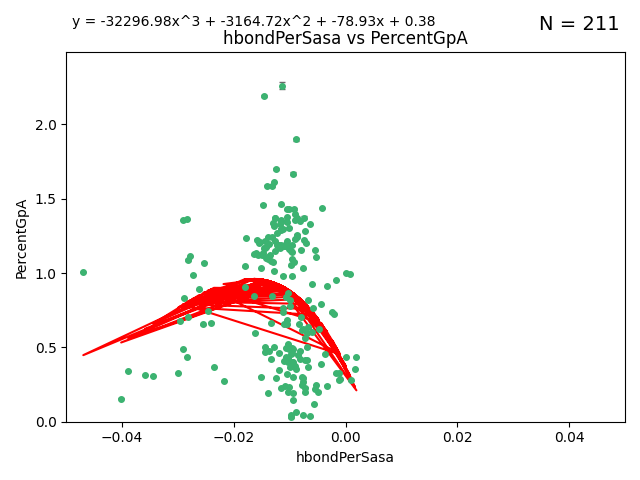 y = -32296.98x^3 + -3164.72x^2 + -78.93x + 0.38
N = 211
hbondPerSasa vs PercentGpA
PercentGpA
2.0
1.5
1.0
0.5
0.0
−0.04
−0.02
0.00
0.02
0.04
hbondPerSasa